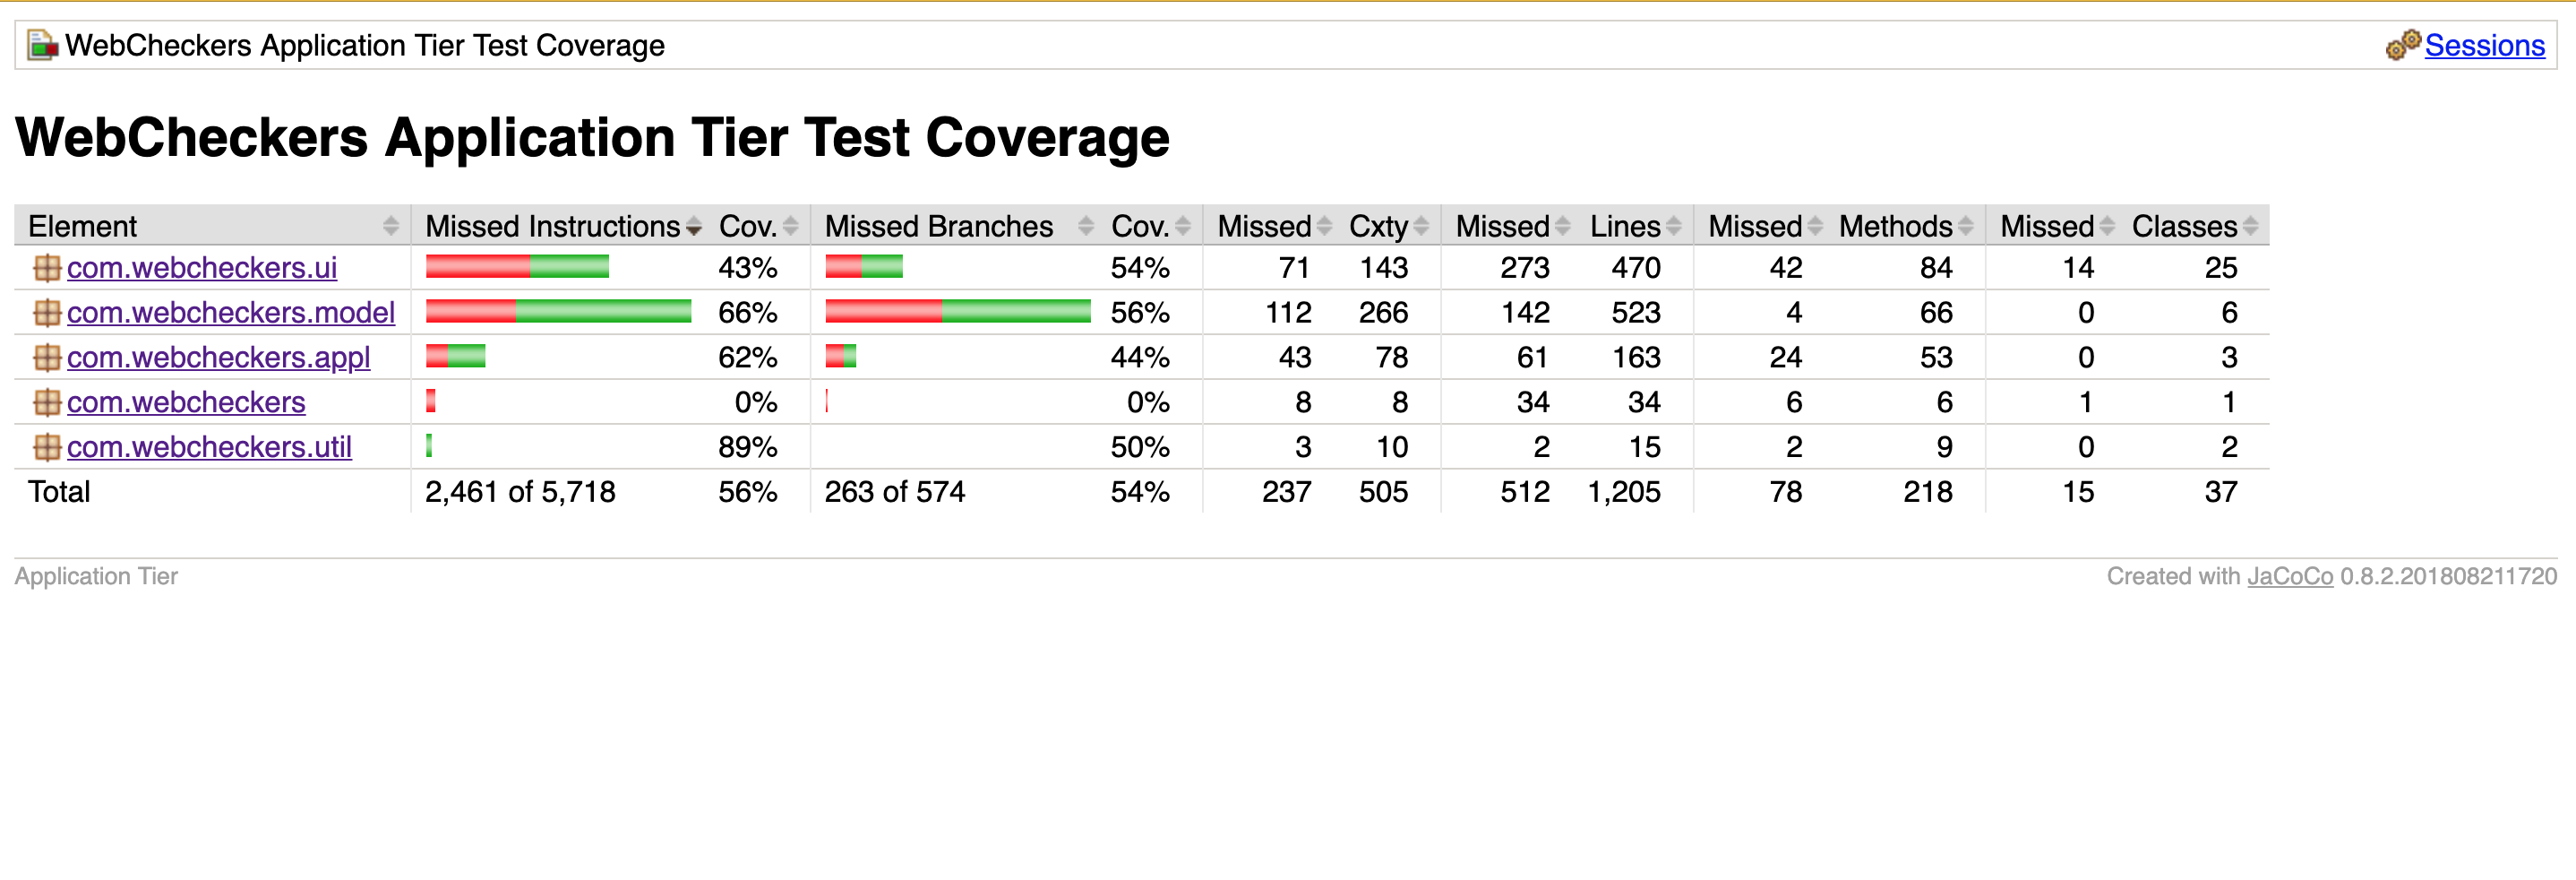 WebCheckers Application Tier Test Coverage Sessions
WebCheckers Application Tier Test Coverage
Element Missed Instructions Cov. Missed Branches Cov. Missed Cxty Missed Lines Missed Methods Missed Classes
com.webcheckers.ui 43% 54% 71 143 273 470 42 84 14 25
com.webcheckers.model 66% 56% 112 266 142 523 4 66 0 6
com.webcheckers.appl 62% 44% 43 78 61 163 24 53 0 3
com.webcheckers 0% 0% 8 8 34 34 6 6 1 1
com.webcheckers.util 89% 50% 3 10 2 15 2 9 0 2
Total 2,461 of 5,718 56% 263 of 574 54% 237 505 512 1,205 78 218 15 37
Application Tier Created with JaCoCo 0.8.2.201808211720